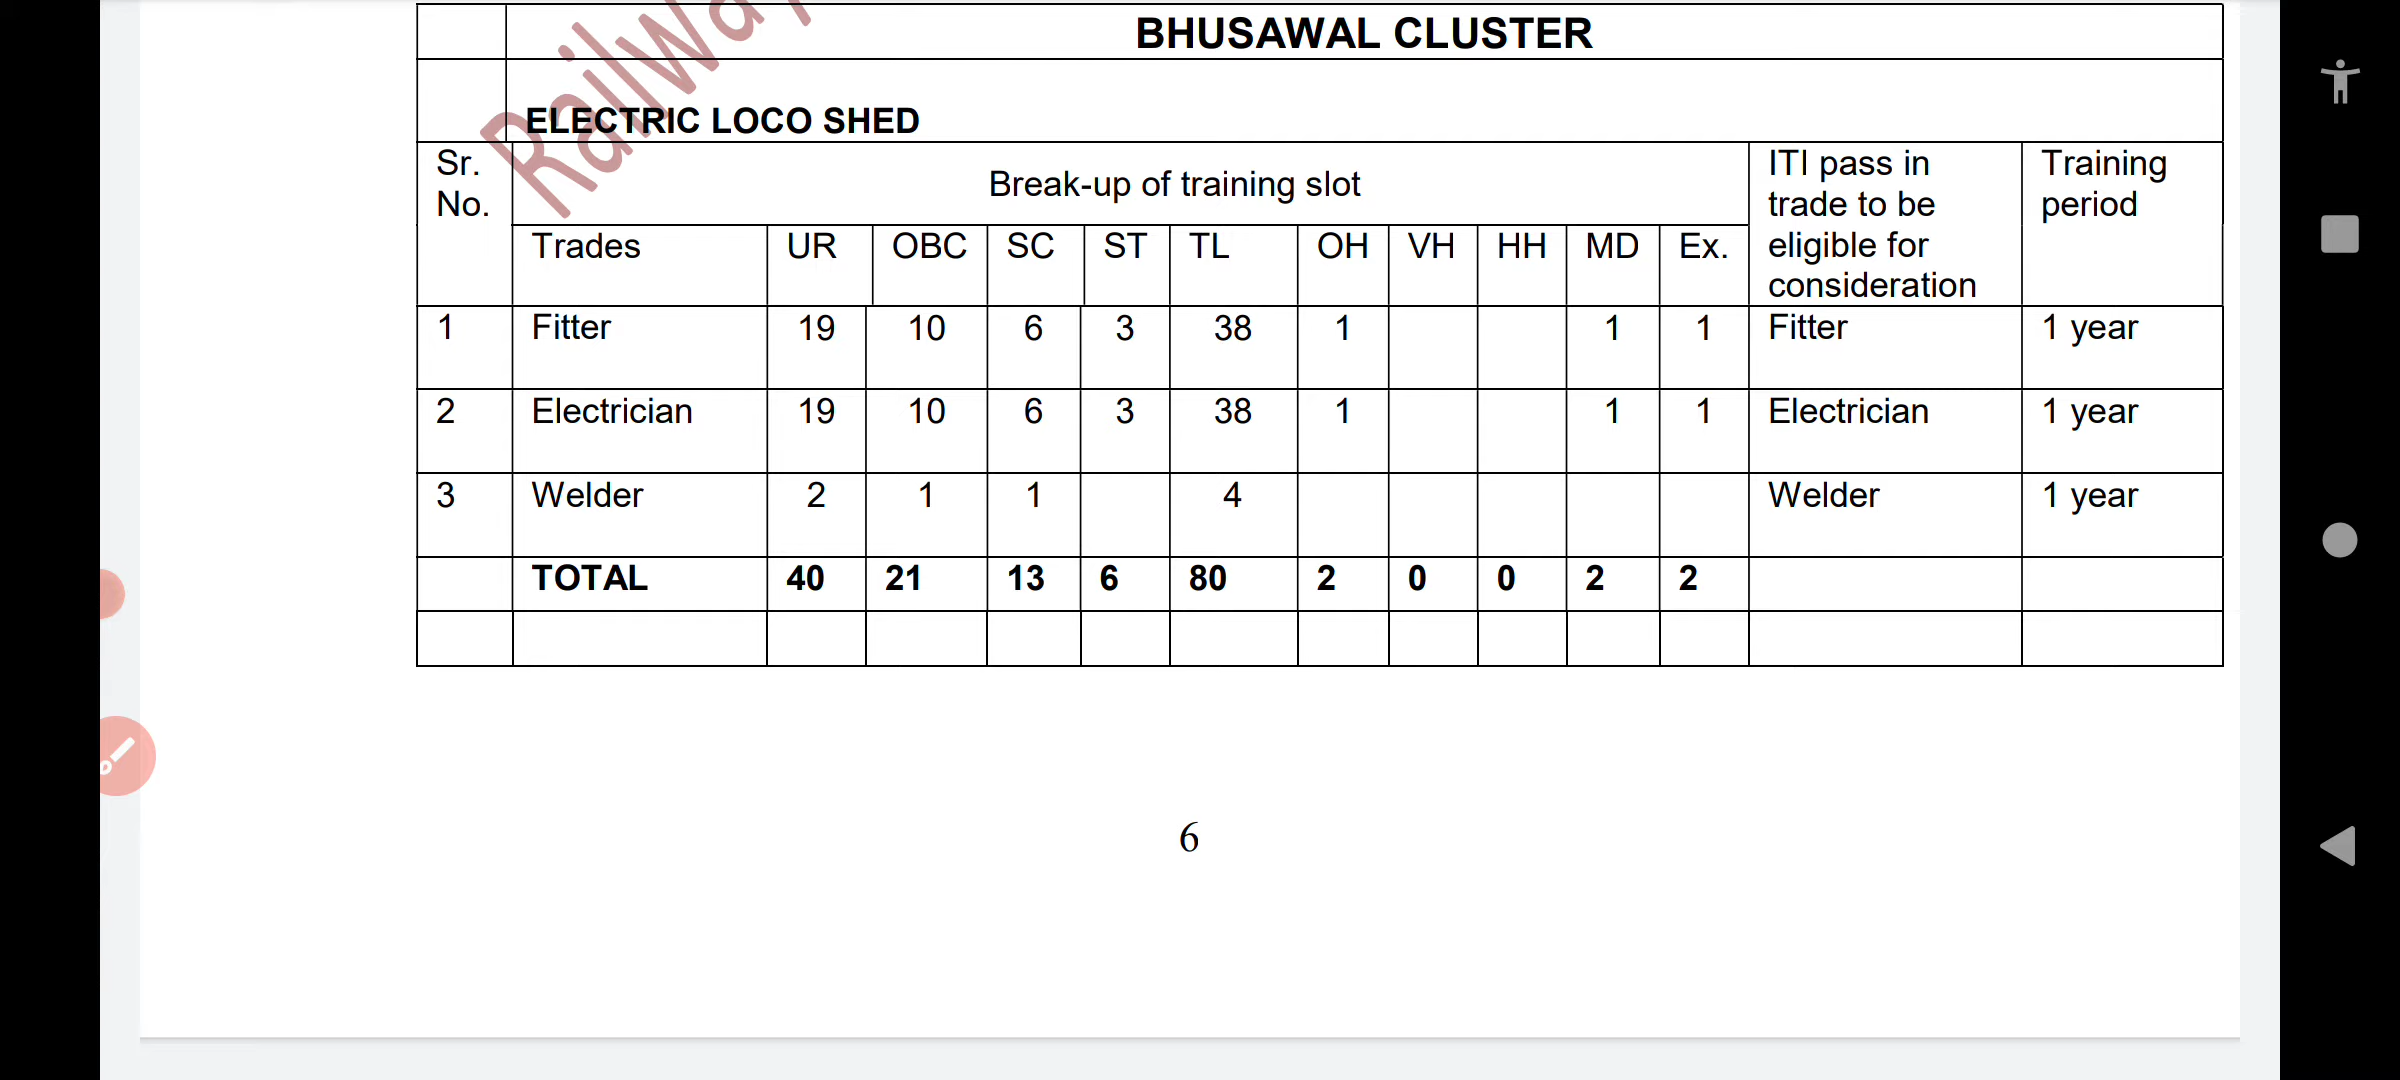 BHUSAWAL CLUSTER
ELECTRIC LOCO SHED
Sr. No. Break-up of training slot ITI pass in trade to be eligible for consideration Training period
Trades UR OBC SC ST TL OH VH HH MD Ex.
1 Fitter 19 10 6 3 38 1 1 1 Fitter 1 year
2 Electrician 19 10 6 3 38 1 1 1 Electrician 1 year
3 Welder 2 1 1 4 Welder 1 year
TOTAL 40 21 13 6 80 2 0 0 2 2
6